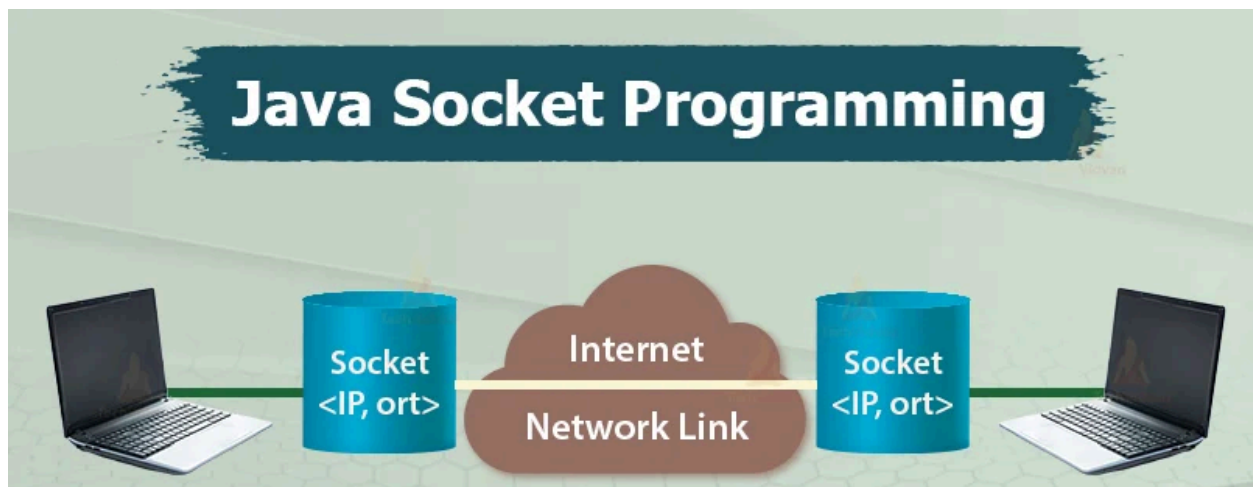 Java Socket Programming
Socket
<IP, ort>
Internet
Network Link
Socket
<IP, ort>